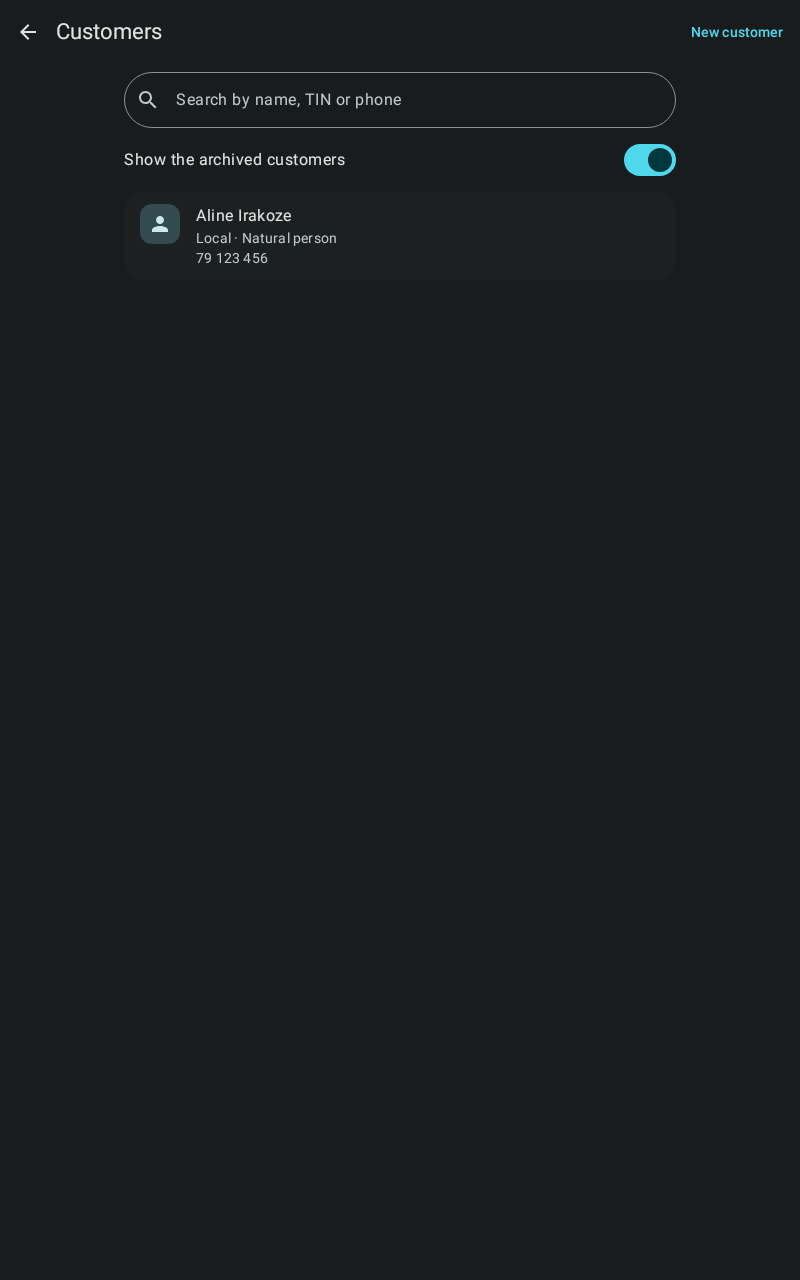 Customers
New customer
Search by name, TIN or phone
Show the archived customers
Aline Irakoze
Local · Natural person
79 123 456